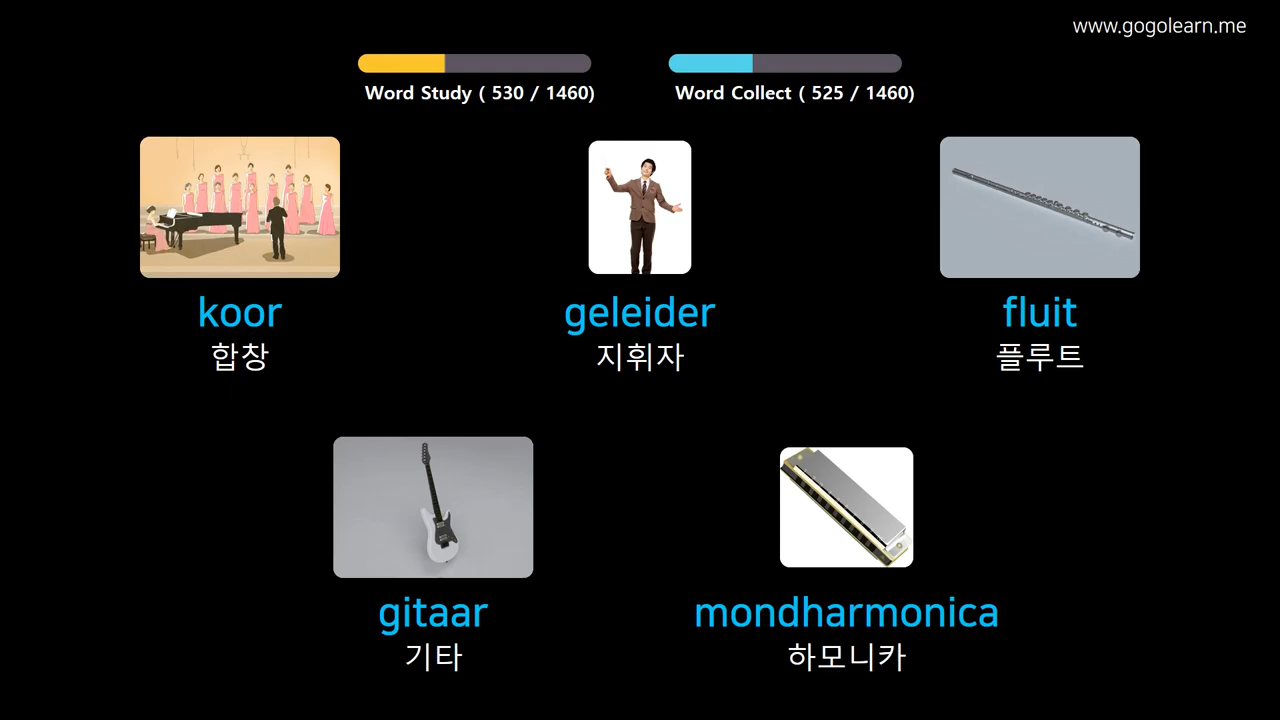 www.gogolearn.me
Word Study ( 530 / 1460)
Word Collect ( 525 / 1460)
koor
지휘자
geleider
합창
fluit
플루트
gitaar
기타
mondharmonica
하모니카